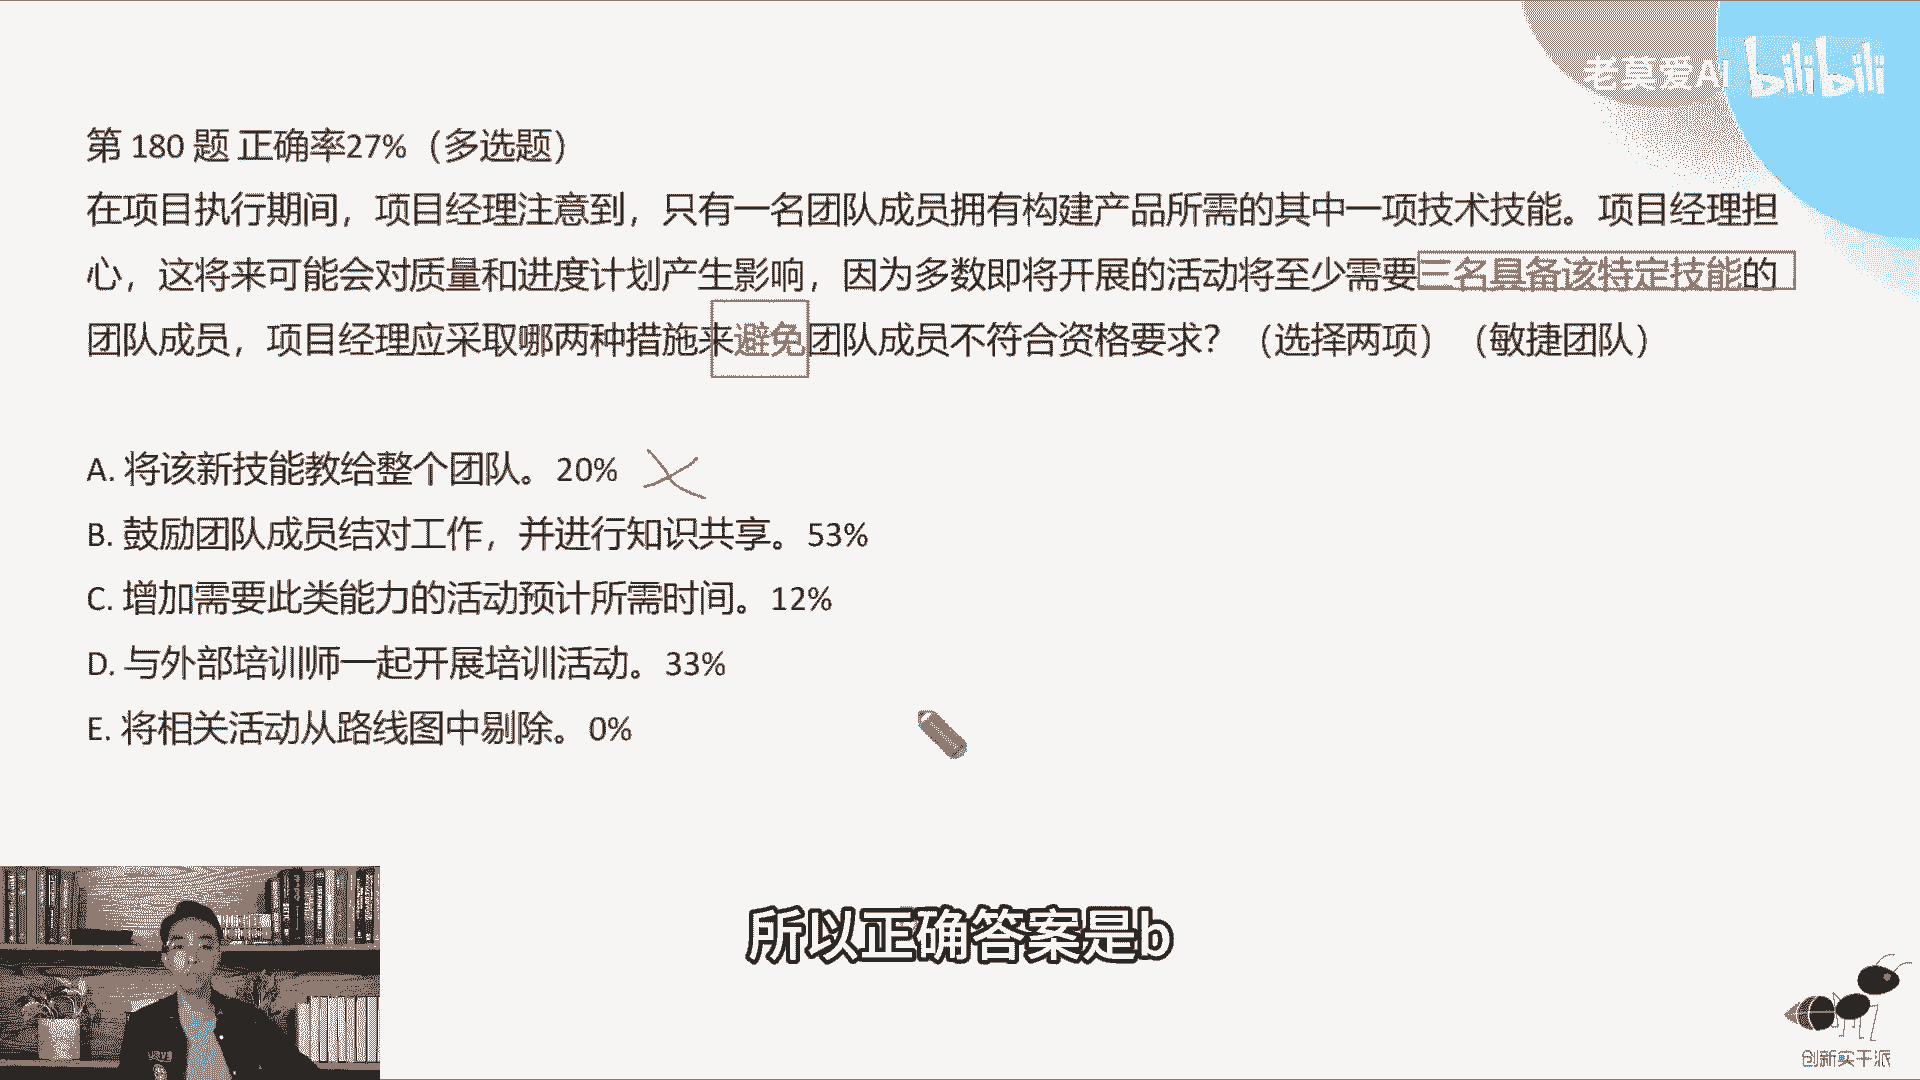 老莫爱AI bilibili
第 180 题 正确率27%（多选题）
在项目执行期间，项目经理注意到，只有一名团队成员拥有构建产品所需的其中一项技术技能。项目经理担
心，这将来可能会对质量和进度计划产生影响，因为多数即将开展的活动将至少需要三名具备该特定技能的
团队成员，项目经理应采取哪两种措施来避免团队成员不符合资格要求？（选择两项）（敏捷团队）
A. 将该新技能教给整个团队。20%
B. 鼓励团队成员结对工作，并进行知识共享。53%
C. 增加需要此类能力的活动预计所需时间。12%
D. 与外部培训师一起开展培训活动。33%
E. 将相关活动从路线图中剔除。0%
所以正确答案是b
创新实干派